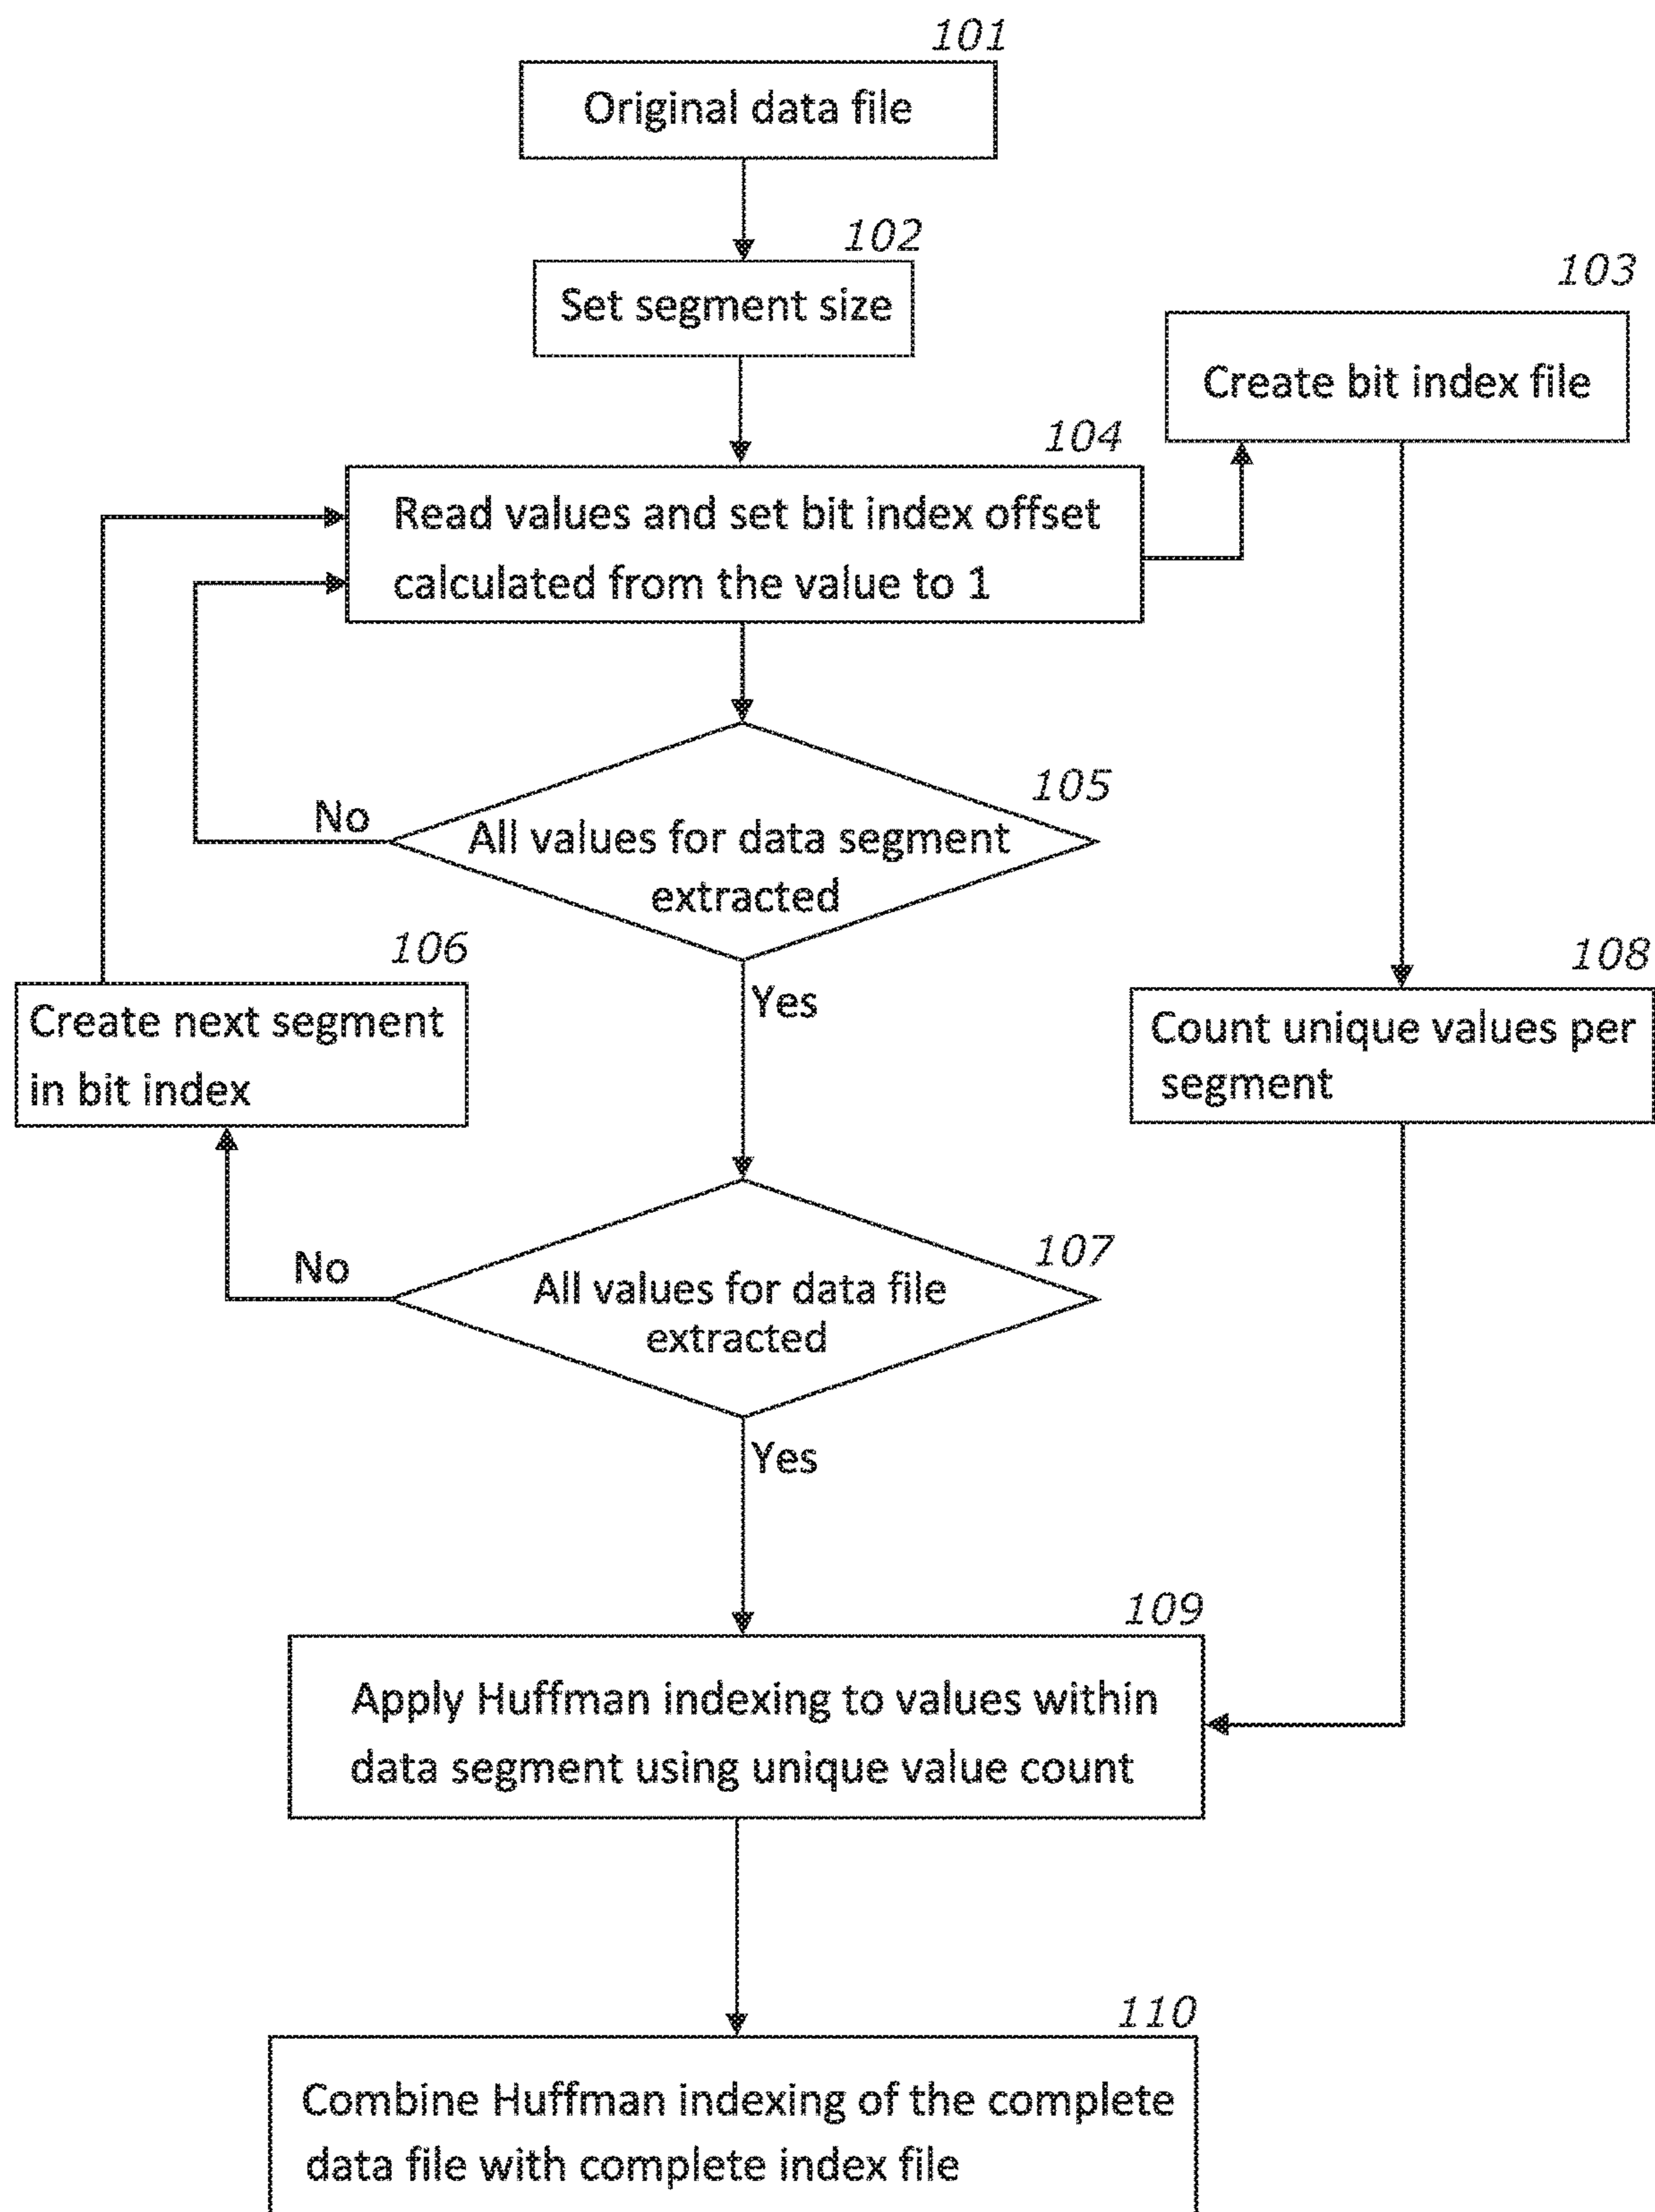 101
Original data file
102
Set segment size
103
Create bit index file
104
Read values and set bit index offset
calculated from the value to 1
105
No
All values for data segment
extracted
106
Yes
108
Create next segment
in bit index
Count unique values per
segment
107
No
All values for data file
extracted
Yes
109
Apply Huffman indexing to values within
data segment using unique value count
110
Combine Huffman indexing of the complete
data file with complete index file